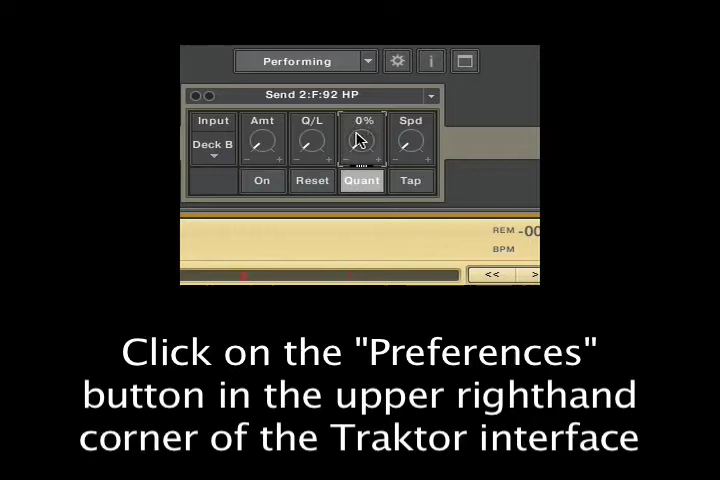 Performing
i
Send 2:F:92 HP
Input Amt Q/L 0% Spd
Deck B
- + - + - + - +
On Reset Quant Tap
REM -00
BPM
<< >
Click on the "Preferences"
button in the upper righthand
corner of the Traktor interface